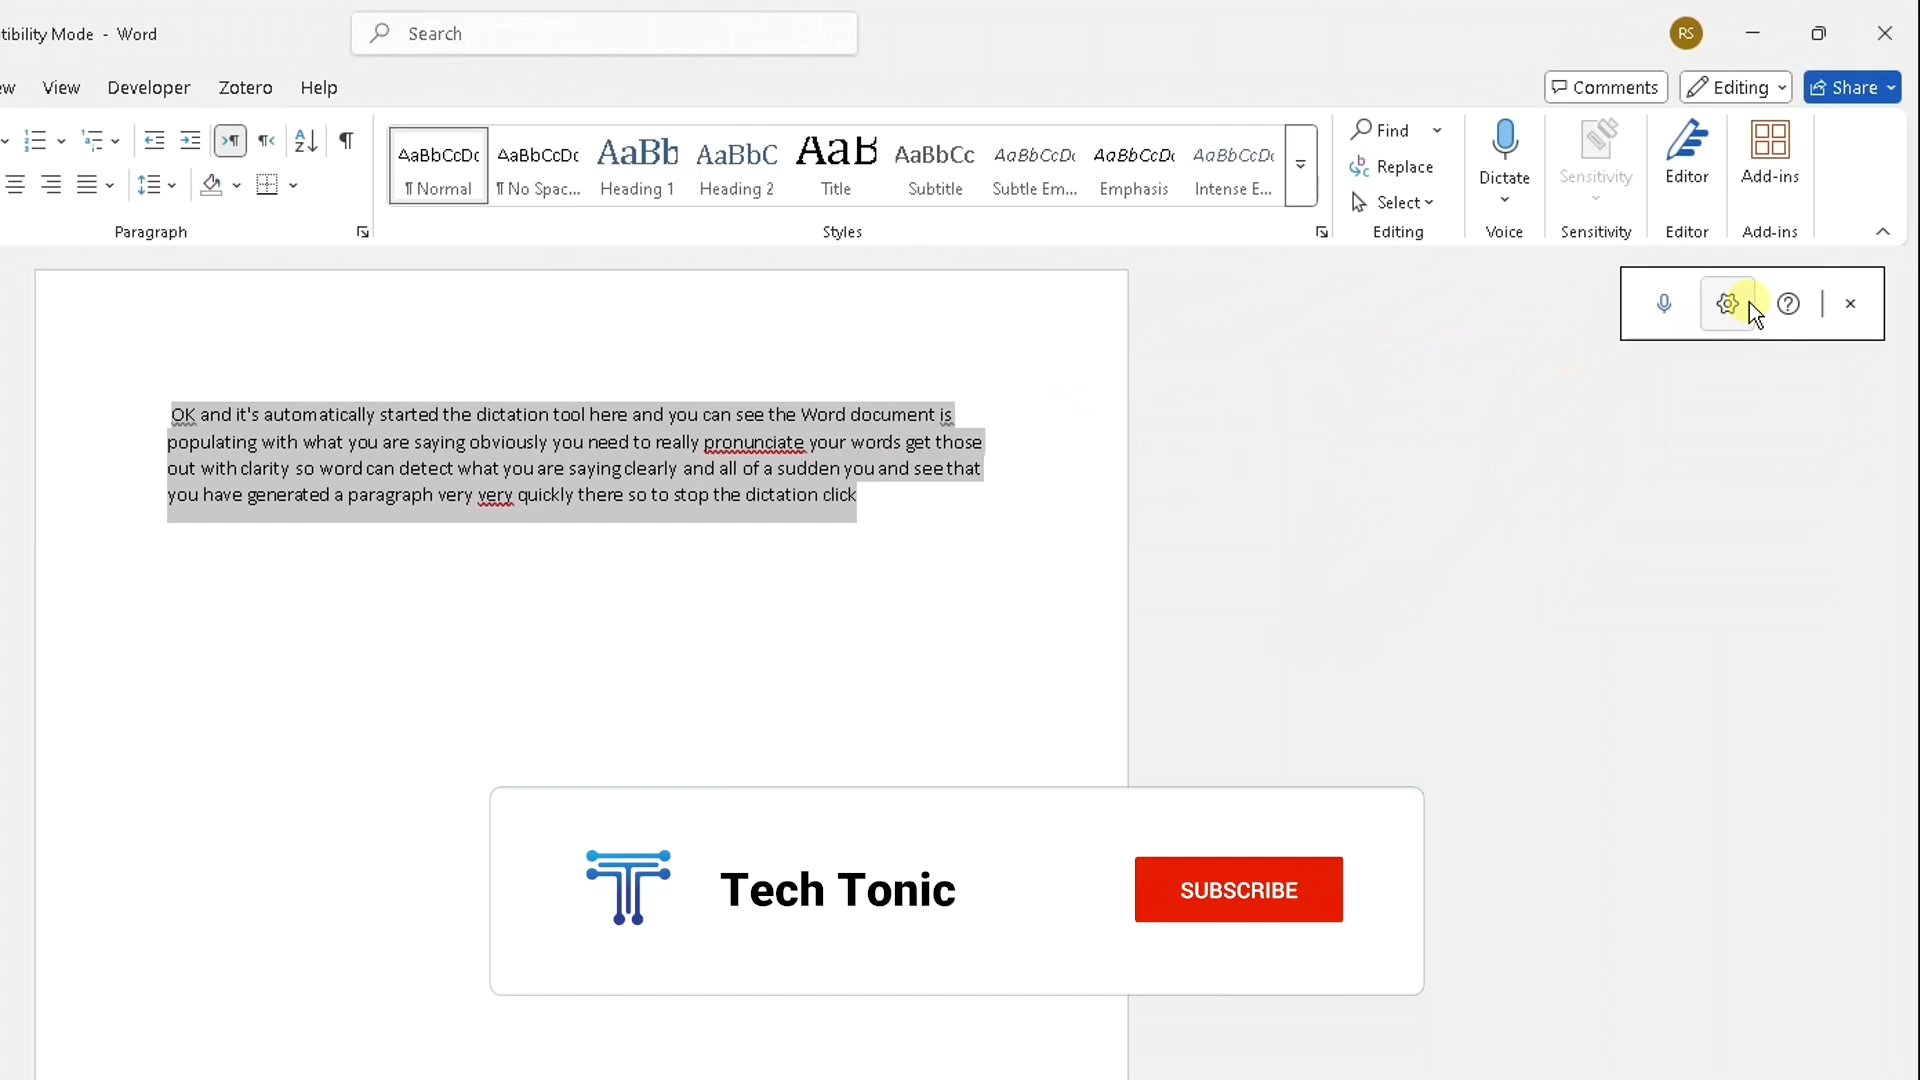 tibility Mode - Word
Search
RS
ew View Developer Zotero Help
Comments Editing Share
AaBbCcDc AaBbCcDc AaBb AaBbC AaB AaBbCc AaBbCcDc AaBbCcDc AaBbCcDc
¶ Normal ¶ No Spac... Heading 1 Heading 2 Title Subtitle Subtle Em... Emphasis Intense E...
Find
Replace
Select
Dictate Sensitivity Editor Add-ins
Paragraph Styles Editing Voice Sensitivity Editor Add-ins
OK and it's automatically started the dictation tool here and you can see the Word document is
populating with what you are saying obviously you need to really pronunciate your words get those
out with clarity so word can detect what you are saying clearly and all of a sudden you and see that
you have generated a paragraph very very quickly there so to stop the dictation click
Tech Tonic
SUBSCRIBE